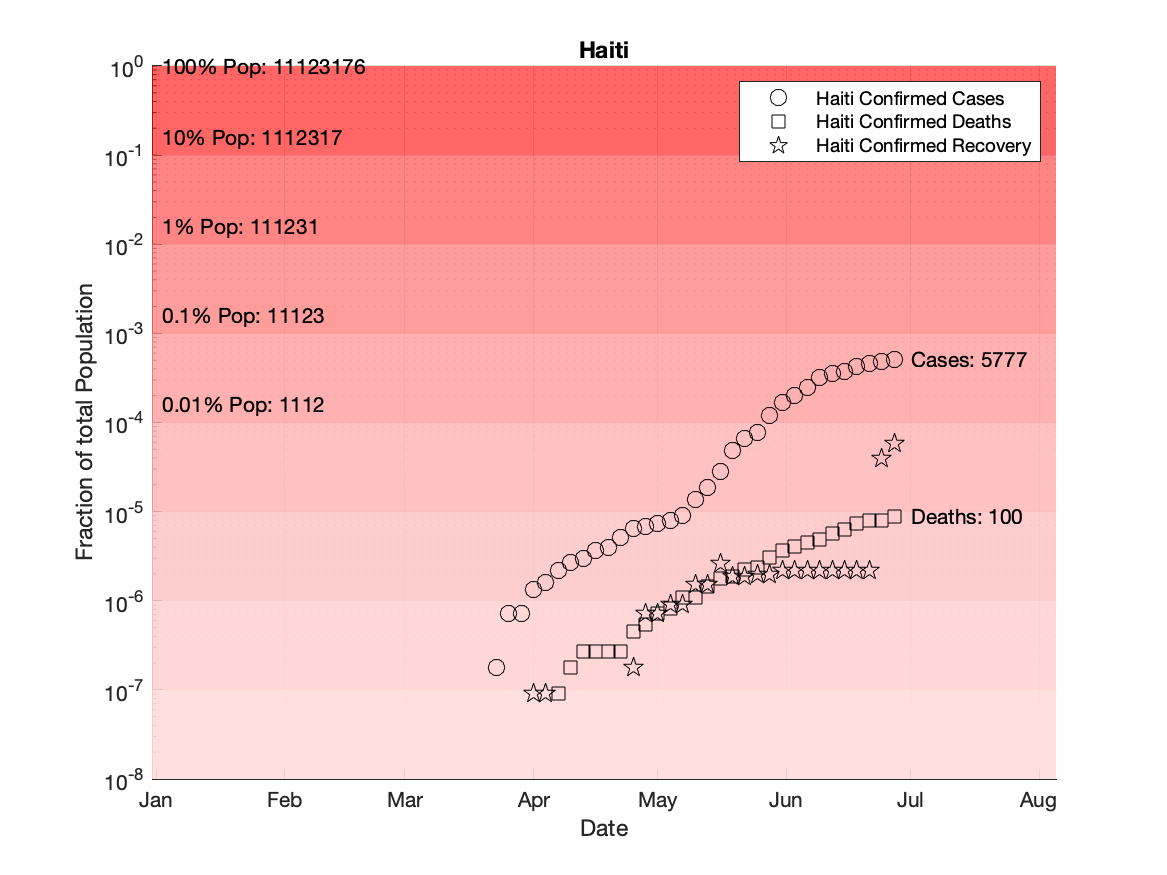 Haiti
10⁰
100% Pop: 11123176
Haiti Confirmed Cases
Haiti Confirmed Deaths
Haiti Confirmed Recovery
10% Pop: 1112317
10⁻¹
1% Pop: 111231
10⁻²
0.1% Pop: 11123
10⁻³
Cases: 5777
0.01% Pop: 1112
10⁻⁴
10⁻⁵
Deaths: 100
10⁻⁶
10⁻⁷
10⁻⁸
Fraction of total Population
Jan Feb Mar Apr May Jun Jul Aug
Date